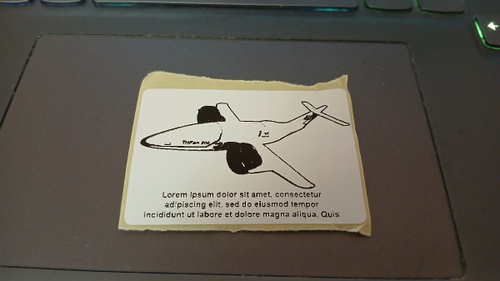 Lorem ipsum dolor sit amet, consectetur
adipiscing elit, sed do eiusmod tempor
incididunt ut labore et dolore magna aliqua. Quis